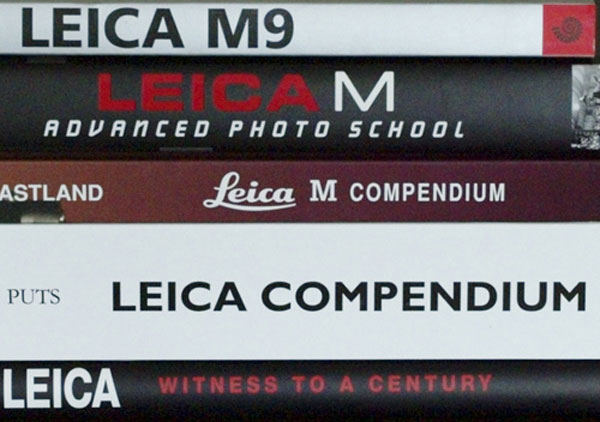 LEICA M9
LEICA M
ADVANCED PHOTO SCHOOL
ASTLAND Leica M COMPENDIUM
PUTS LEICA COMPENDIUM
LEICA WITNESS TO A CENTURY